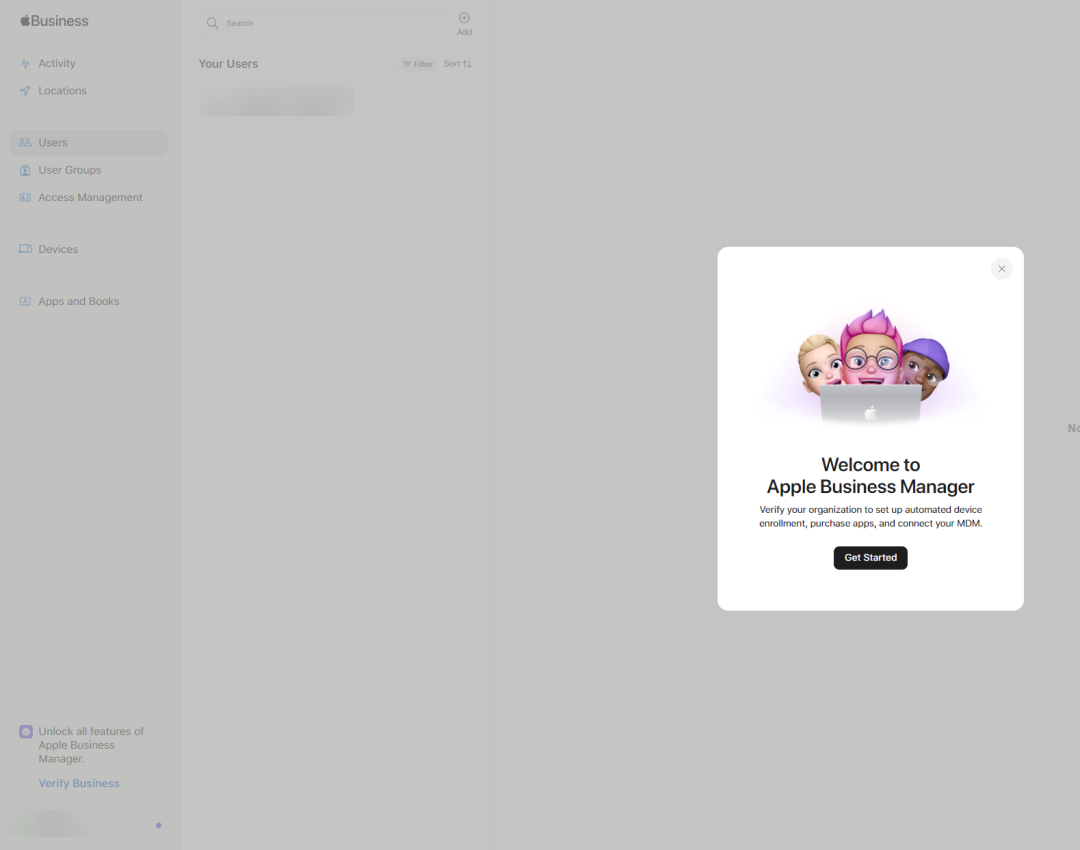 Business
Search
Add
Activity
Your Users
Filter
Sort
Locations
Users
User Groups
Access Management
Devices
Apps and Books
Welcome to
Apple Business Manager
Verify your organization to set up automated device
enrollment, purchase apps, and connect your MDM.
Get Started
Unlock all features of
Apple Business
Manager.
Verify Business